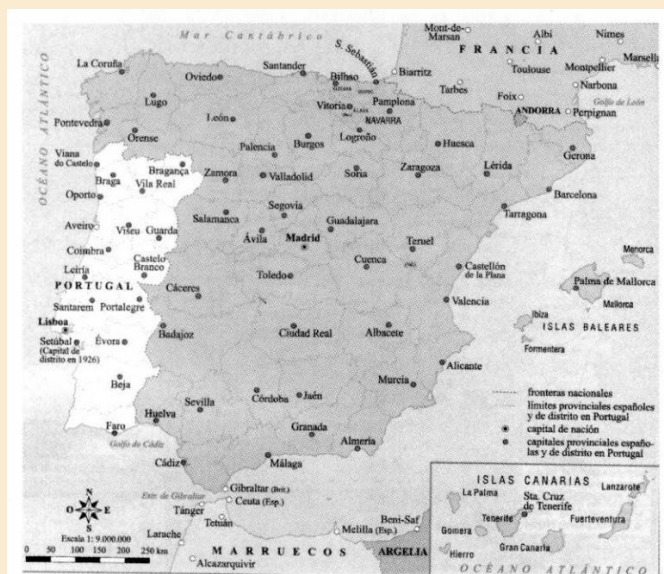 Mar Cantábrico
OCÉANO ATLÁNTICO
Mont-de-
Marsan
Albi
Nimes
FRANCIA
Toulouse
Montpellier
Marsella
La Coruña
Oviedo
Santander
Bilbao
S. Sebastián
Biarritz
Tarbes
Foix
Narbona
Golfo de León
ANDORRA
Perpignan
Lugo
León
Vitoria
Pamplona
NAVARRA
Pontevedra
Orense
Palencia
Burgos
Logroño
Huesca
Gerona
Viana
do Castelo
Bragança
Braga
Vila Real
Zamora
Valladolid
Soria
Zaragoza
Lérida
Barcelona
Oporto
Segovia
Salamanca
Guadalajara
Tarragona
Aveiro
Viseu
Guarda
Ávila
Madrid
Teruel
Menorca
Coimbra
Castelo
Branco
Cuenca
Castellón
de la Plana
Leiría
Toledo
Palma de Mallorca
PORTUGAL
Cáceres
Mallorca
Santarem
Portalegre
Valencia
Ibiza
ISLAS BALEARES
Lisboa
Setúbal
(Capital de
distrito en 1926)
Évora
Badajoz
Ciudad Real
Albacete
Formentera
Alicante
Beja
Murcia
Córdoba
Jaén
Sevilla
Huelva
Faro
Golfo de Cádiz
Granada
Almería
Cádiz
Málaga
fronteras nacionales
límites provinciales españoles
y de distrito en Portugal
capital de nación
capitales provinciales españo-
las y de distrito en Portugal
Gibraltar (Brit.)
Ceuta (Esp.)
Estr. de Gibraltar
Tánger
Tetuán
Melilla (Esp.)
Beni-Saf
Larache
MARRUECOS
ARGELIA
Alcazarquivir
N
O
E
S
Escala 1: 9.000.000
0 50 100 150 200 250 km
ISLAS CANARIAS
Lanzarote
La Palma
Sta. Cruz
de Tenerife
Tenerife
Fuerteventura
Gomera
Hierro
Gran Canaria
OCÉANO ATLÁNTICO